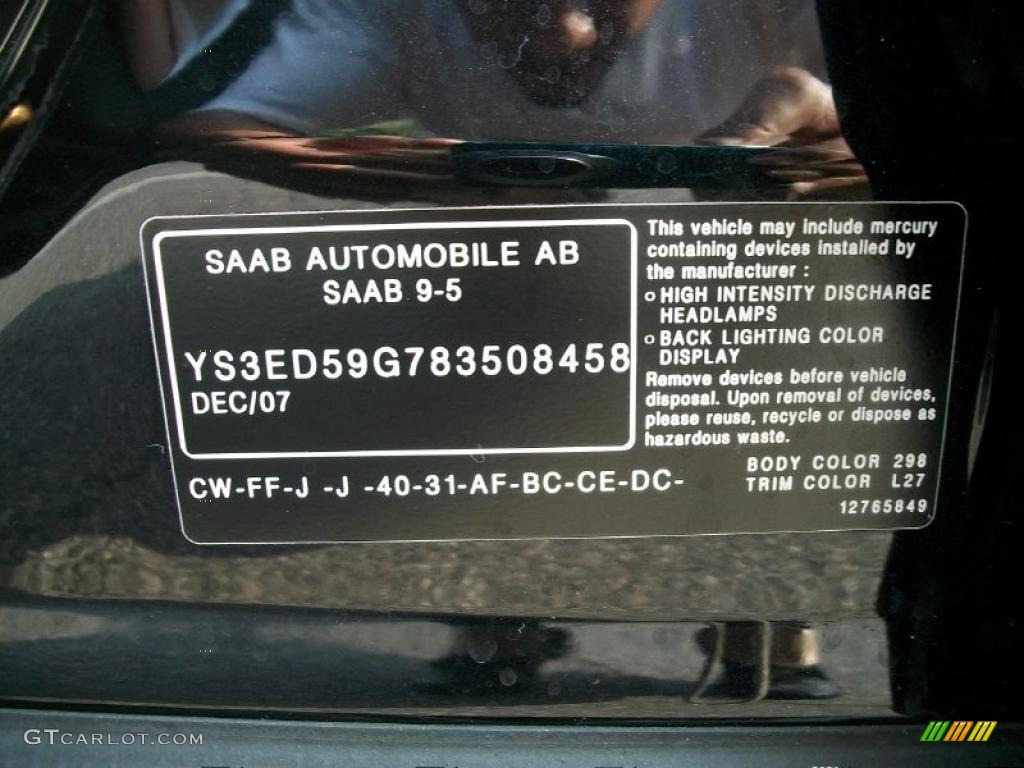 SAAB AUTOMOBILE AB
SAAB 9-5
YS3ED59G783508458
DEC/07
CW-FF-J -J -40-31-AF-BC-CE-DC-
This vehicle may include mercury
containing devices installed by
the manufacturer :
o HIGH INTENSITY DISCHARGE
HEADLAMPS
o BACK LIGHTING COLOR
DISPLAY
Remove devices before vehicle
disposal. Upon removal of devices,
please reuse, recycle or dispose as
hazardous waste.
BODY COLOR 298
TRIM COLOR L27
12765849
GTCARLOT.COM